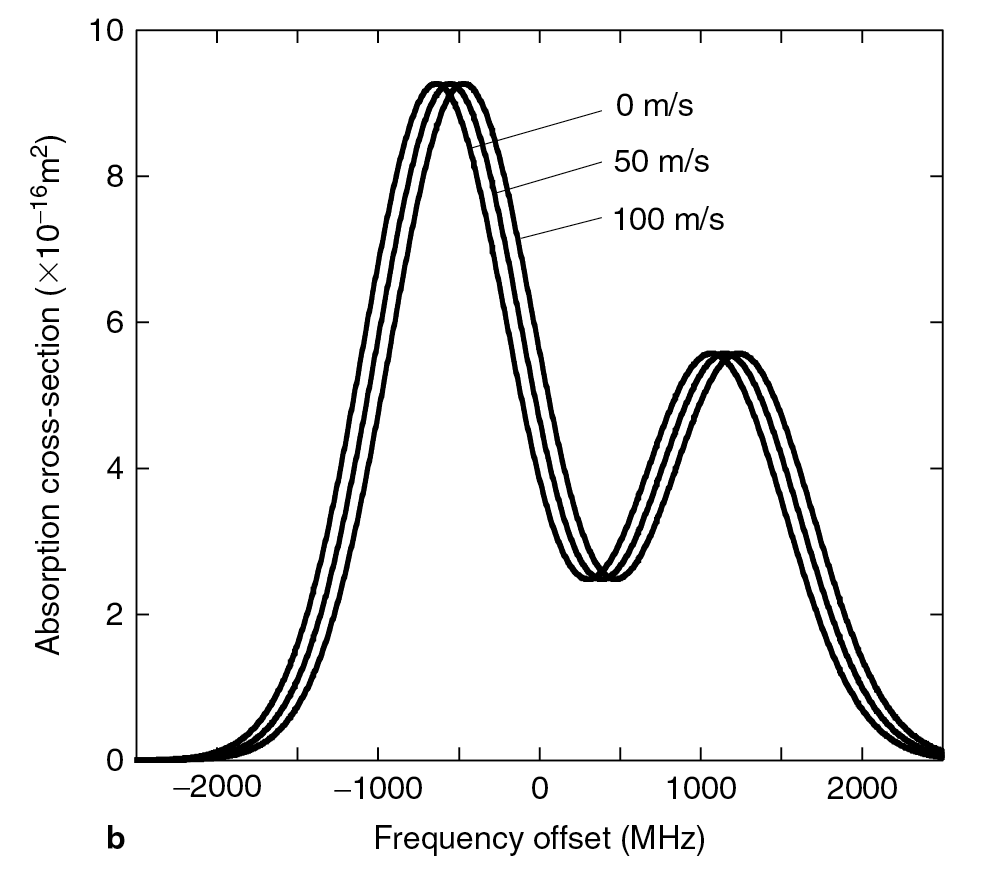 10
8
6
4
2
0
Absorption cross-section (×10⁻¹⁶m²)
0 m/s
50 m/s
100 m/s
−2000 −1000 0 1000 2000
b Frequency offset (MHz)